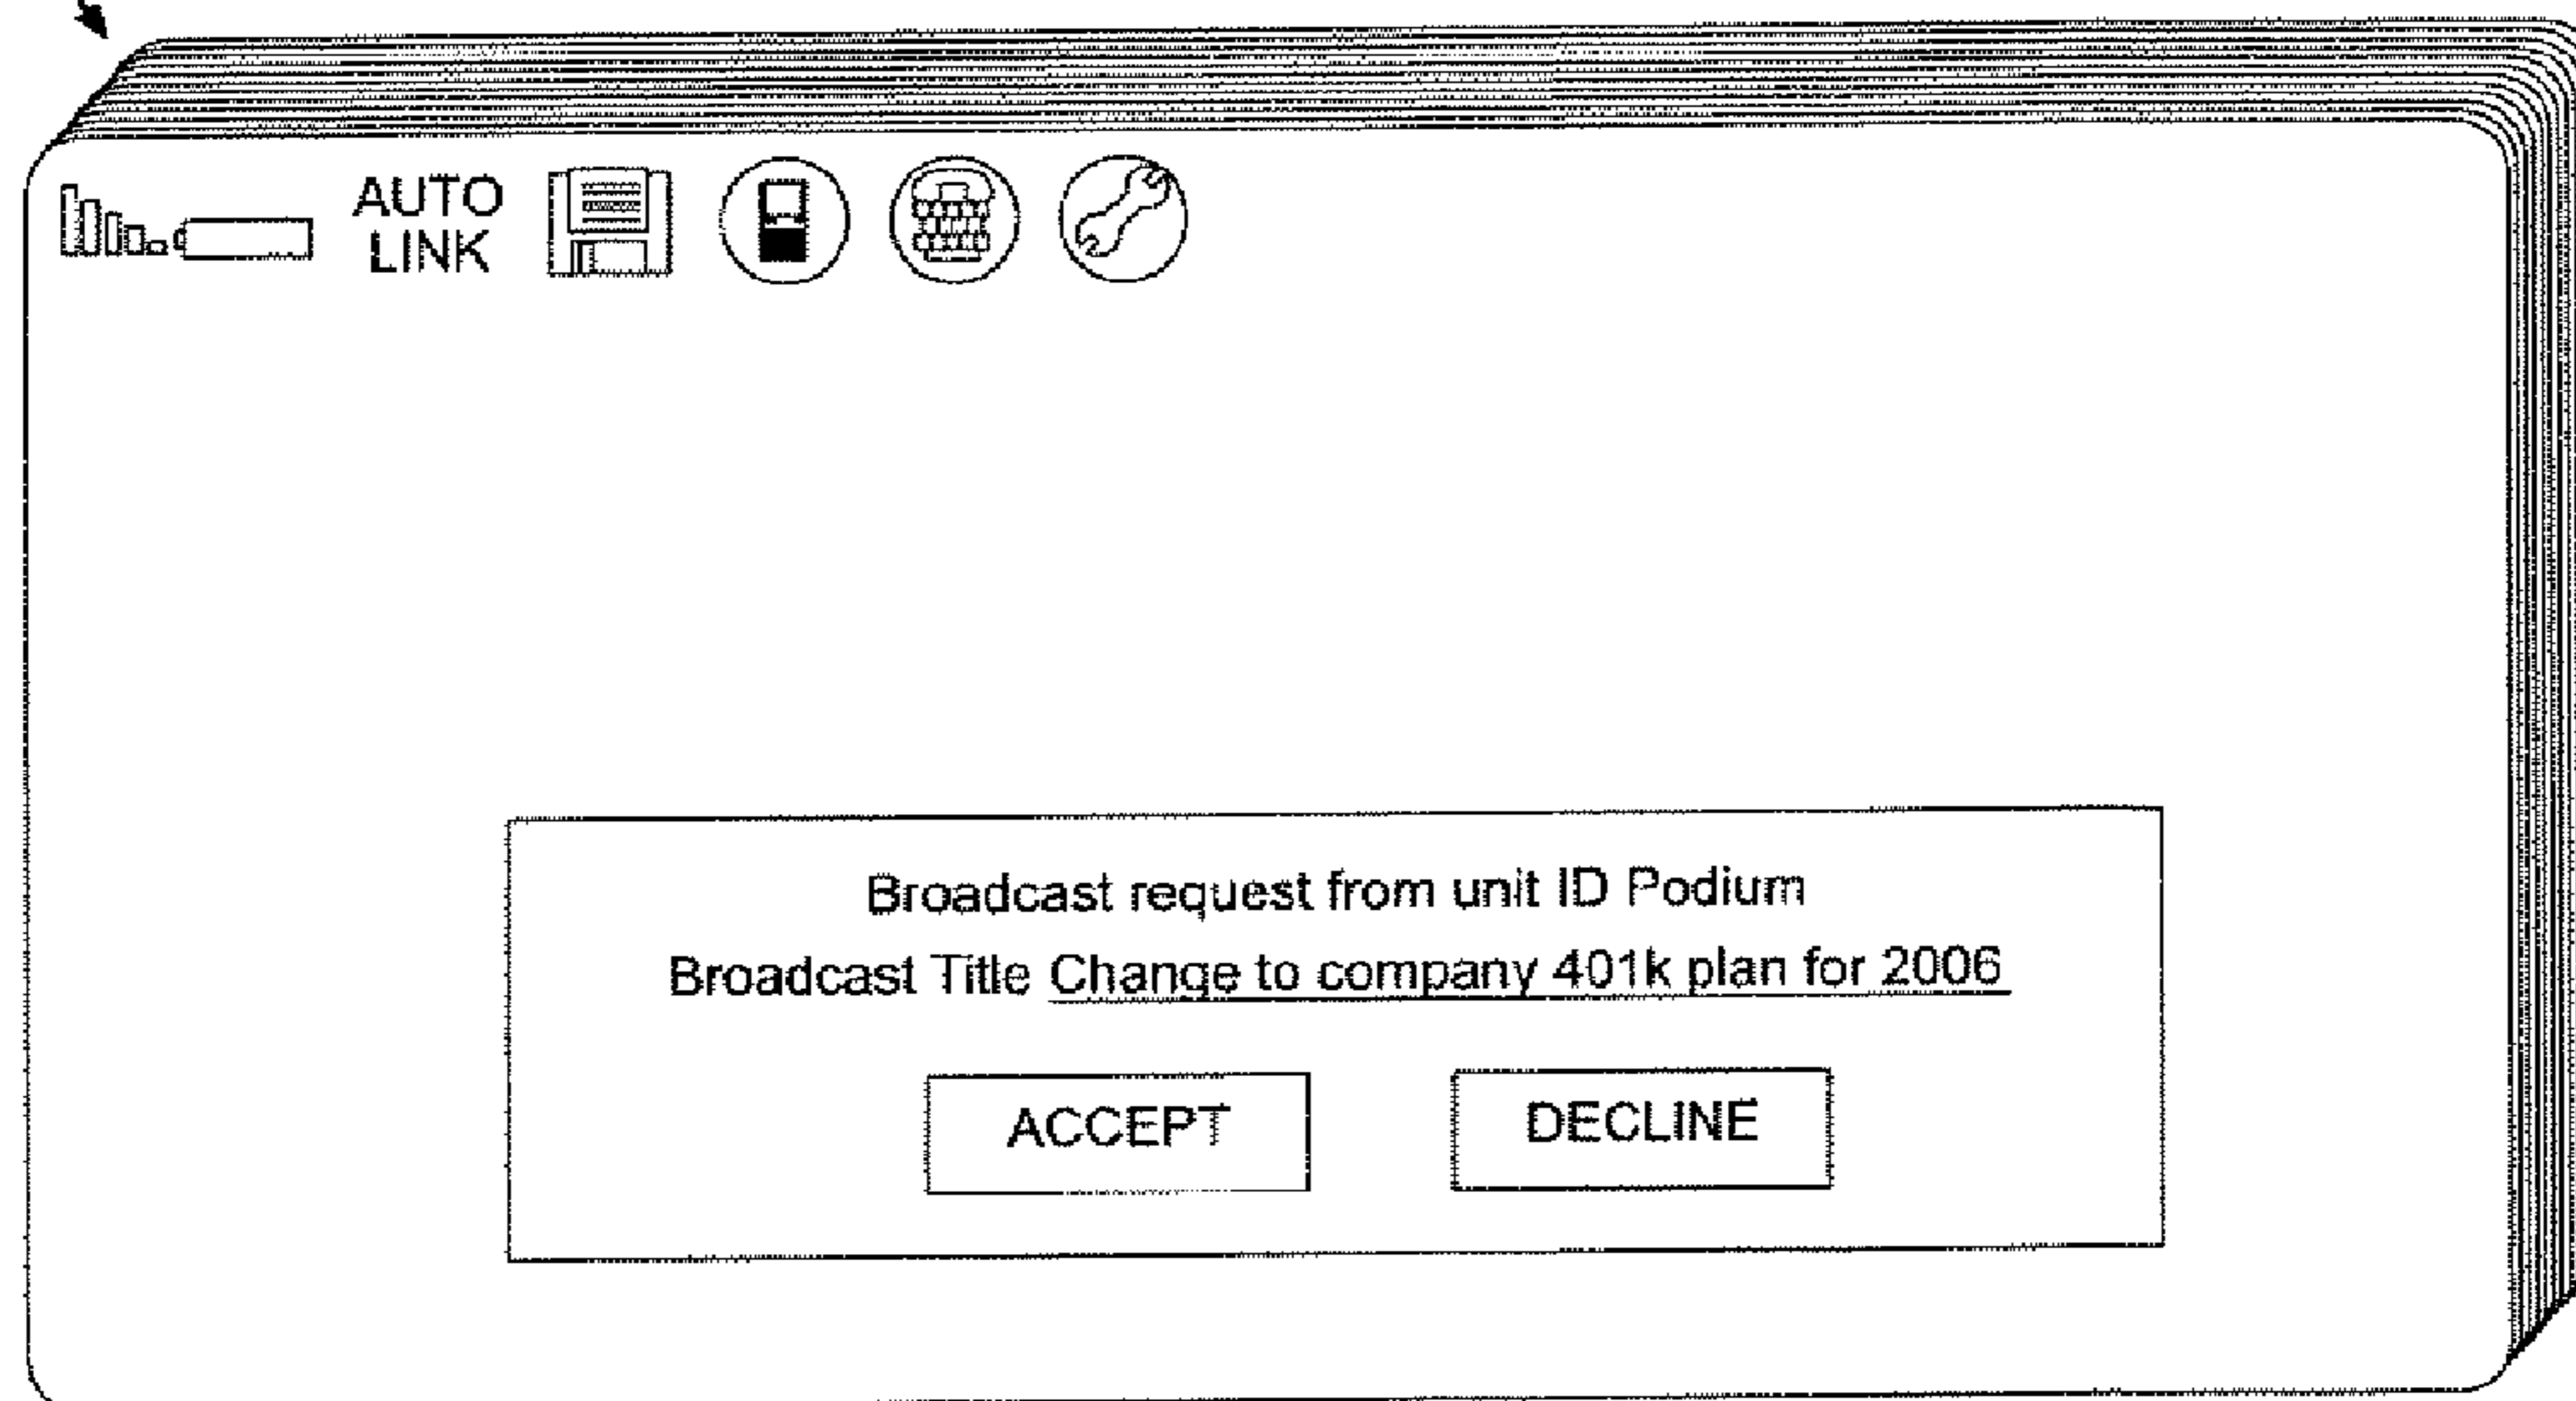 AUTO
LINK
Broadcast request from unit ID Podium
Broadcast Title Change to company 401k plan for 2006
ACCEPT
DECLINE